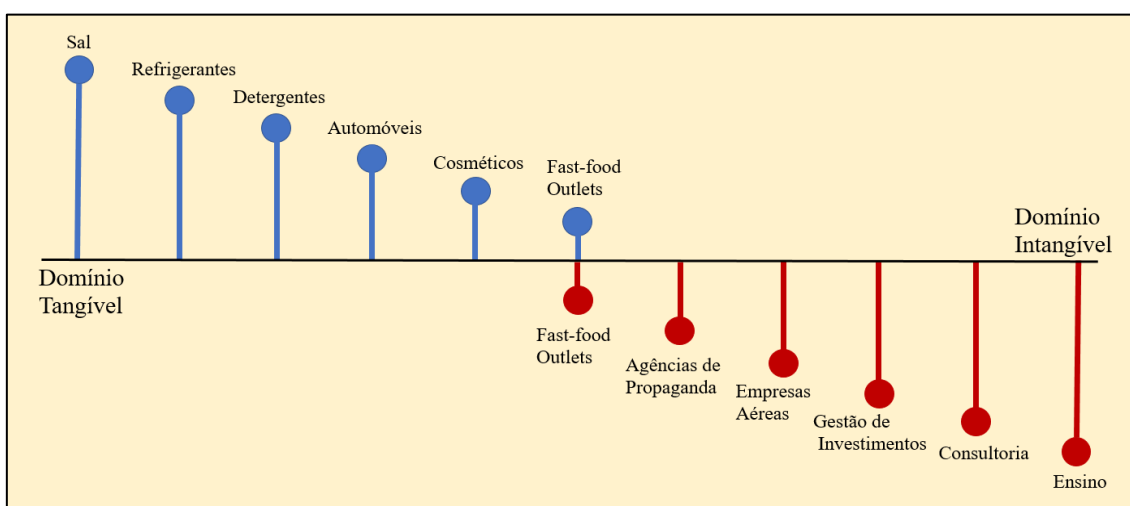 Sal
Refrigerantes
Detergentes
Automóveis
Cosméticos
Fast-food
Outlets
Domínio
Intangível
Domínio
Tangível
Fast-food
Outlets
Agências de
Propaganda
Empresas
Aéreas
Gestão de
Investimentos
Consultoria
Ensino